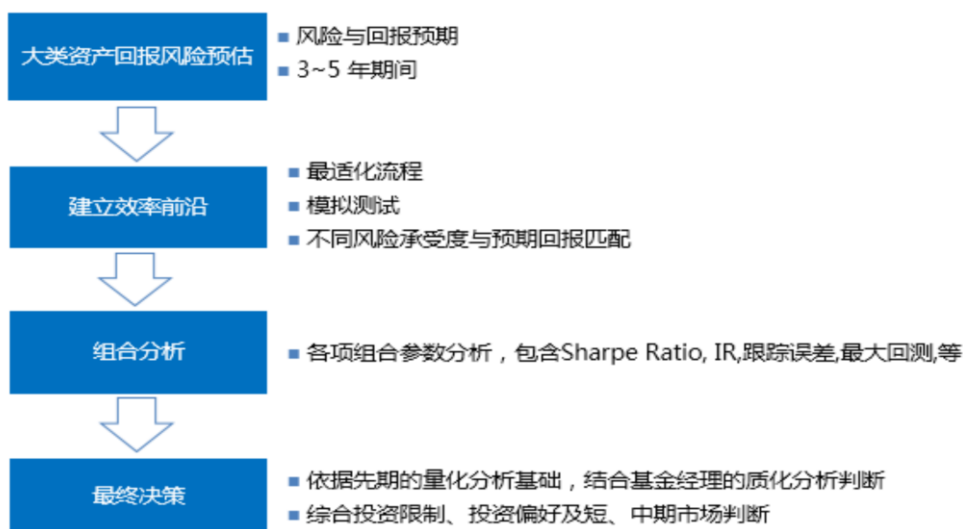 大类资产回报风险预估
■ 风险与回报预期
■ 3~5 年期间
建立效率前沿
■ 最适化流程
■ 模拟测试
■ 不同风险承受度与预期回报匹配
组合分析
■ 各项组合参数分析，包含Sharpe Ratio, IR,跟踪误差,最大回测,等
最终决策
■ 依据先期的量化分析基础，结合基金经理的质化分析判断
■ 综合投资限制、投资偏好及短、中期市场判断